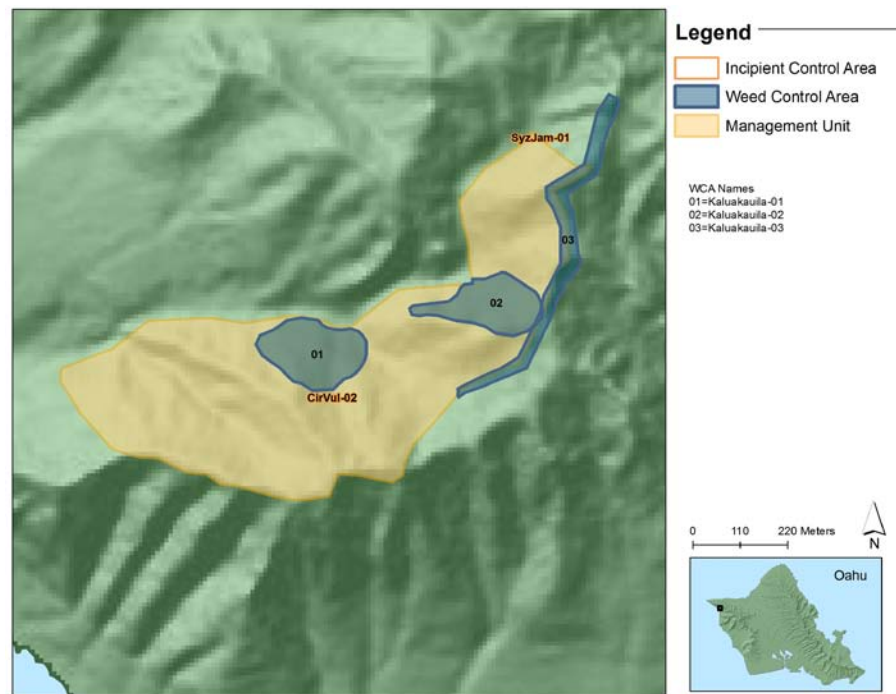 Legend
Incipient Control Area
Weed Control Area
Management Unit
WCA Names
01=Kaluakauila-01
02=Kaluakauila-02
03=Kaluakauila-03
SyzJam-01
03
02
01
CirVul-02
0 110 220 Meters
N
Oahu